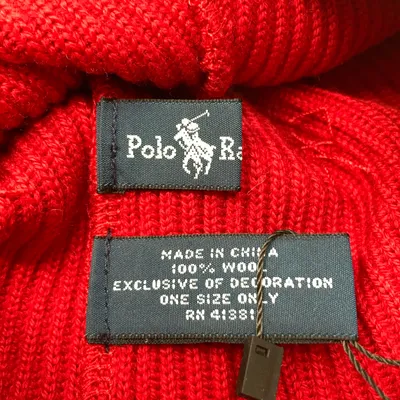 Polo Ra
MADE IN CHINA
100% WOOL
EXCLUSIVE OF DECORATION
ONE SIZE ONLY
RN 41381